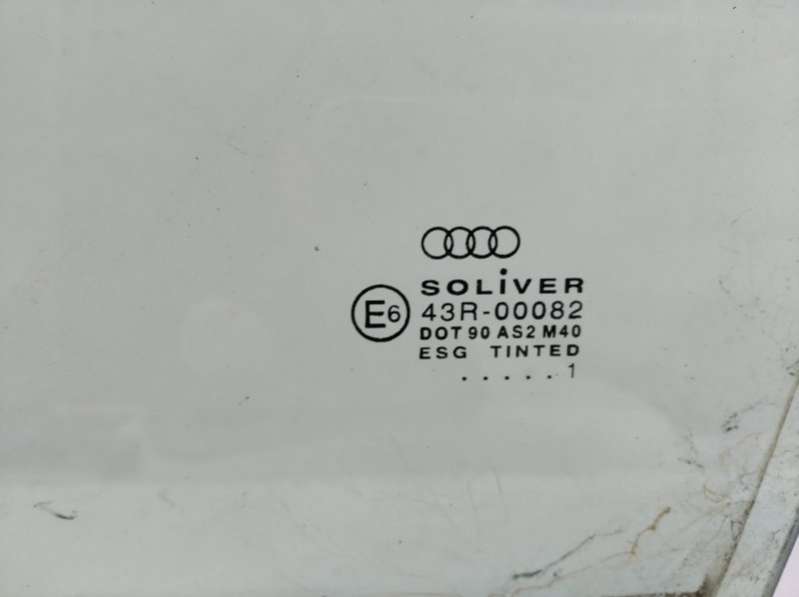 SOLiVER
E6 43R-00082
DOT 90 AS2 M40
ESG TINTED
. . . . . 1